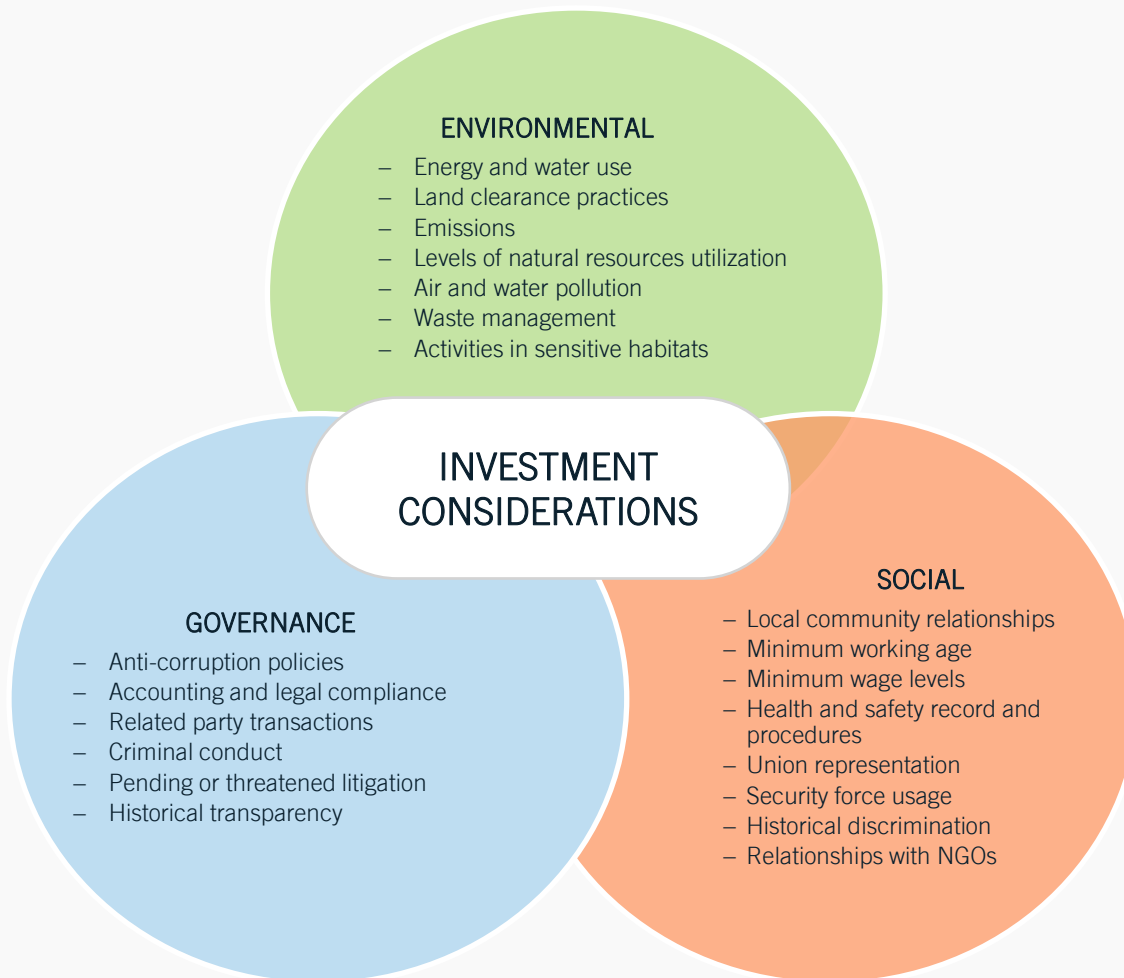 ENVIRONMENTAL
– Energy and water use
– Land clearance practices
– Emissions
– Levels of natural resources utilization
– Air and water pollution
– Waste management
– Activities in sensitive habitats
INVESTMENT
CONSIDERATIONS
GOVERNANCE
– Anti-corruption policies
– Accounting and legal compliance
– Related party transactions
– Criminal conduct
– Pending or threatened litigation
– Historical transparency
SOCIAL
– Local community relationships
– Minimum working age
– Minimum wage levels
– Health and safety record and
procedures
– Union representation
– Security force usage
– Historical discrimination
– Relationships with NGOs